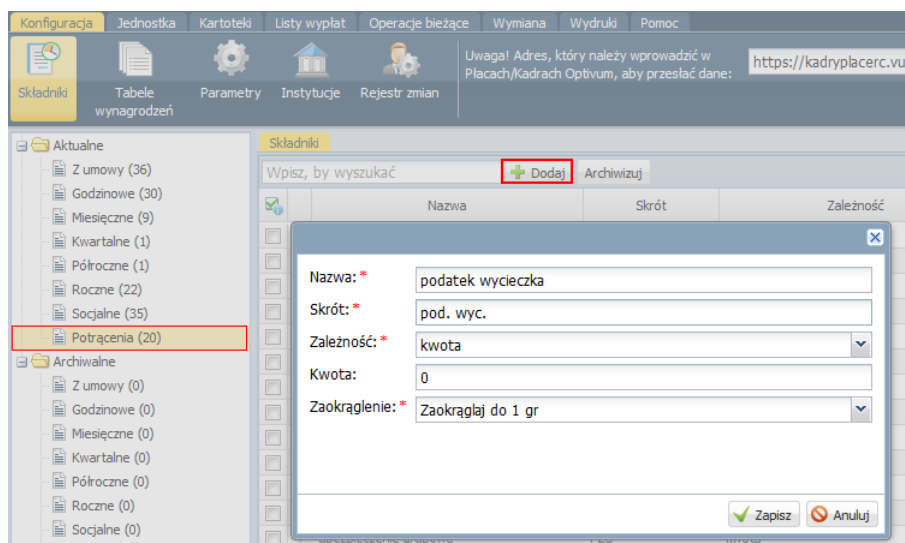 Konfiguracja Jednostka Kartoteki Listy wypłat Operacje bieżące Wymiana Wydruki Pomoc
Składniki
Tabele
wynagrodzeń
Parametry
Instytucje
Rejestr zmian
Uwaga! Adres, który należy wprowadzić w
Płacach/Kadrach Optivum, aby przesłać dane:
https://kadryplacerc.vu
Aktualne
Z umowy (36)
Godzinowe (30)
Miesięczne (9)
Kwartalne (1)
Półroczne (1)
Roczne (22)
Socjalne (35)
Potrącenia (20)
Archiwalne
Z umowy (0)
Godzinowe (0)
Miesięczne (0)
Kwartalne (0)
Półroczne (0)
Roczne (0)
Socjalne (0)
Składniki
Wpisz, by wyszukać Dodaj Archiwizuj
Nazwa Skrót Zależność
Nazwa: * podatek wycieczka
Skrót: * pod. wyc.
Zależność: * kwota
Kwota: 0
Zaokrąglenie: * Zaokrąglaj do 1 gr
Zapisz Anuluj